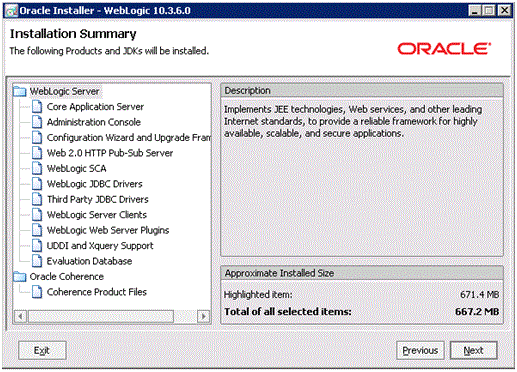 Oracle Installer - WebLogic 10.3.6.0
Installation Summary
The following Products and JDKs will be installed.
ORACLE
WebLogic Server
Core Application Server
Administration Console
Configuration Wizard and Upgrade Fran
Web 2.0 HTTP Pub-Sub Server
WebLogic SCA
WebLogic JDBC Drivers
Third Party JDBC Drivers
WebLogic Server Clients
WebLogic Web Server Plugins
UDDI and Xquery Support
Evaluation Database
Oracle Coherence
Coherence Product Files
Description
Implements JEE technologies, Web services, and other leading
Internet standards, to provide a reliable framework for highly
available, scalable, and secure applications.
Approximate Installed Size
Highlighted item: 671.4 MB
Total of all selected items: 667.2 MB
Exit
Previous
Next